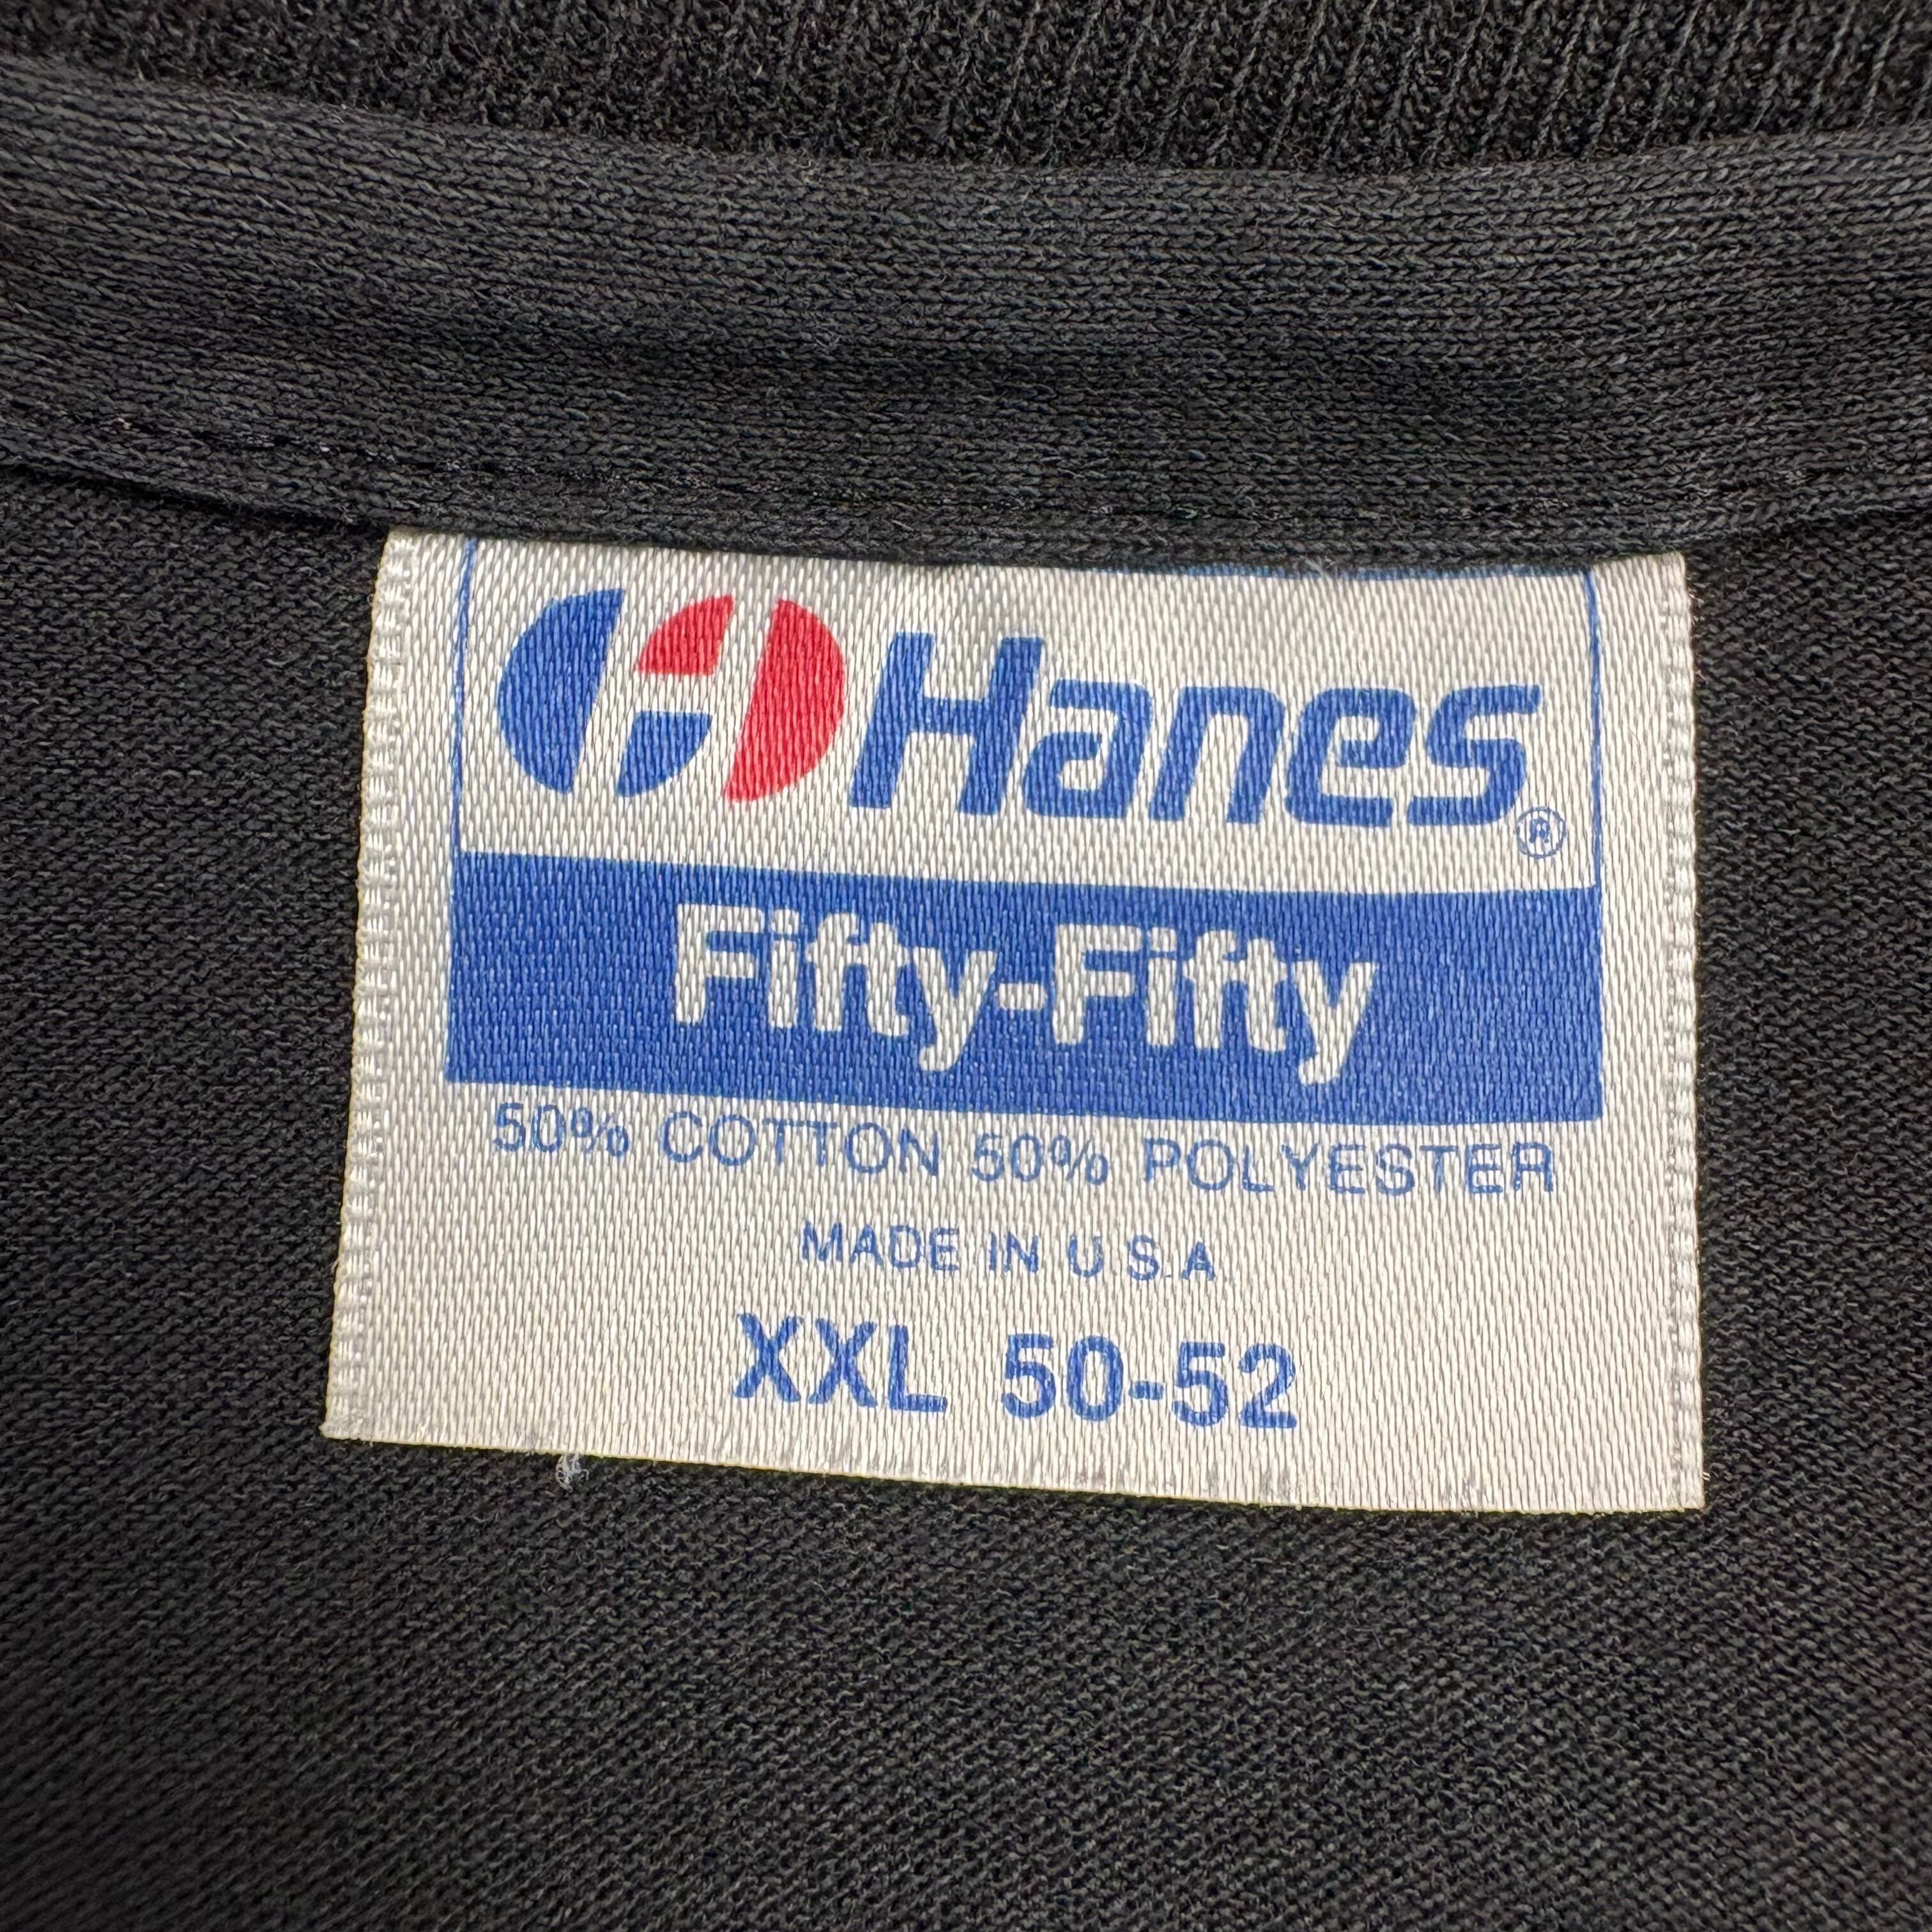 Hanes®
Fifty-Fifty
50% COTTON 50% POLYESTER
MADE IN U.S.A
XXL 50-52